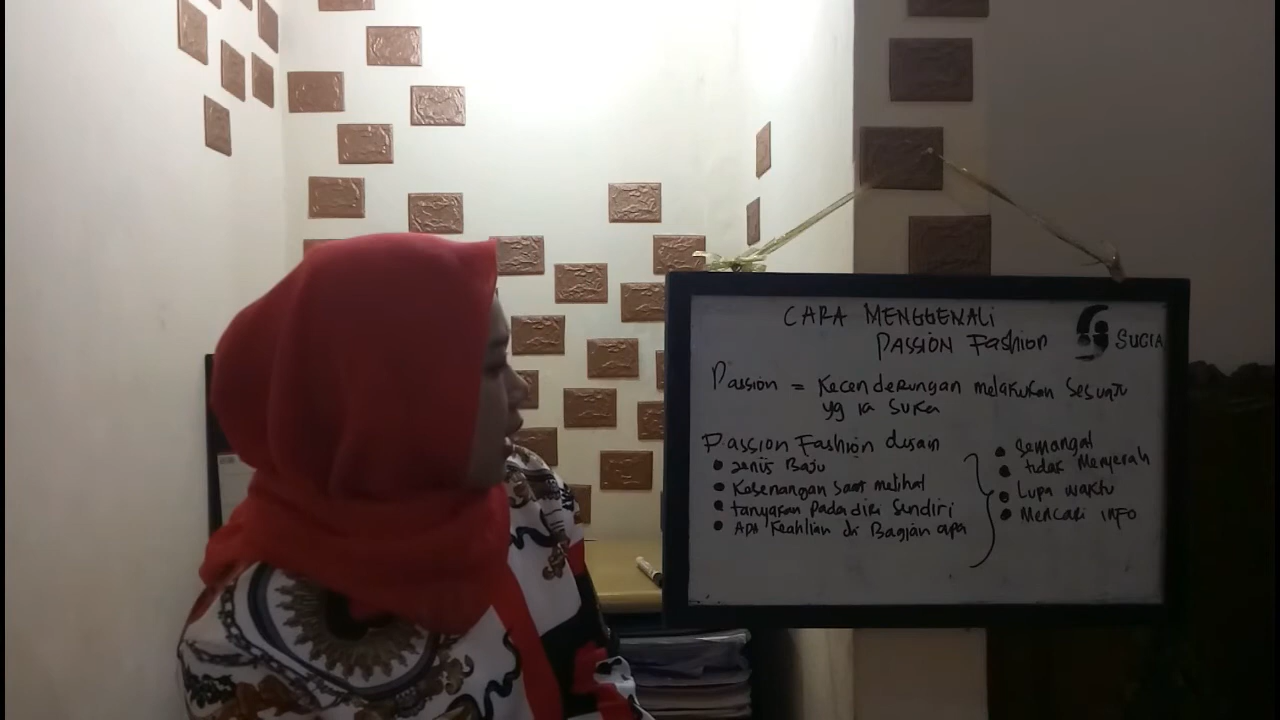 CARA MENGGENALI
PASSION Fashion
SUCIA
Passion = Kecenderungan melakukan sesuatu
yg ia suka
Passion Fashion dusain
Jenis Baju
Kesenangan saat melihat
tanyakan pada diri sendiri
APA Keahlian di Bagian apa
Semangat
tidak Menyerah
Lupa waktu
Mencari INFO